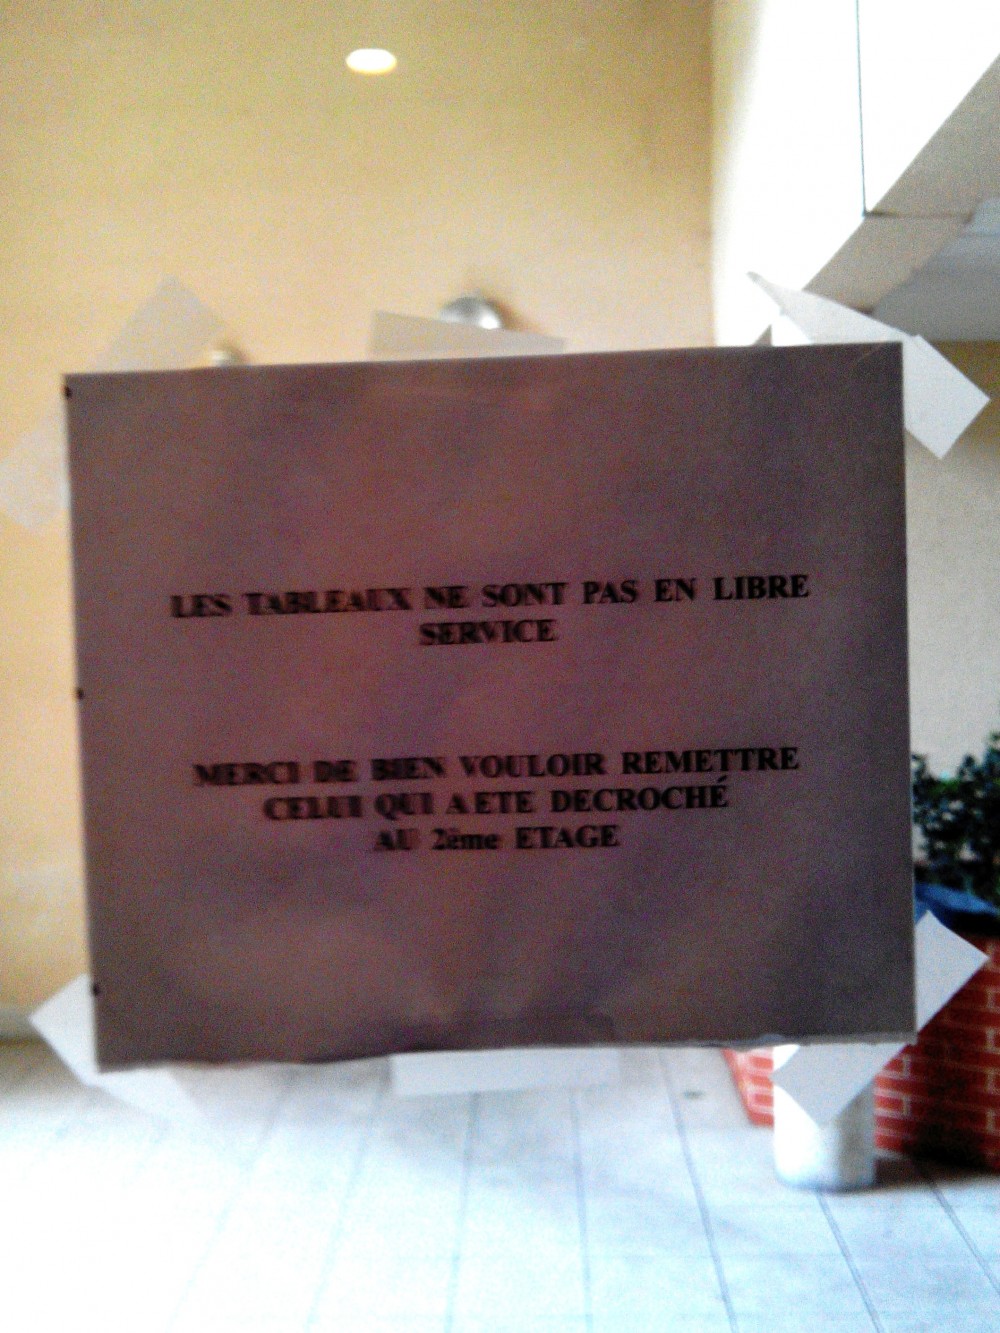 LES TABLEAUX NE SONT PAS EN LIBRE
SERVICE
MERCI DE BIEN VOULOIR REMETTRE
CELUI QUI A ETE DECROCHÉ
AU 2ème ETAGE